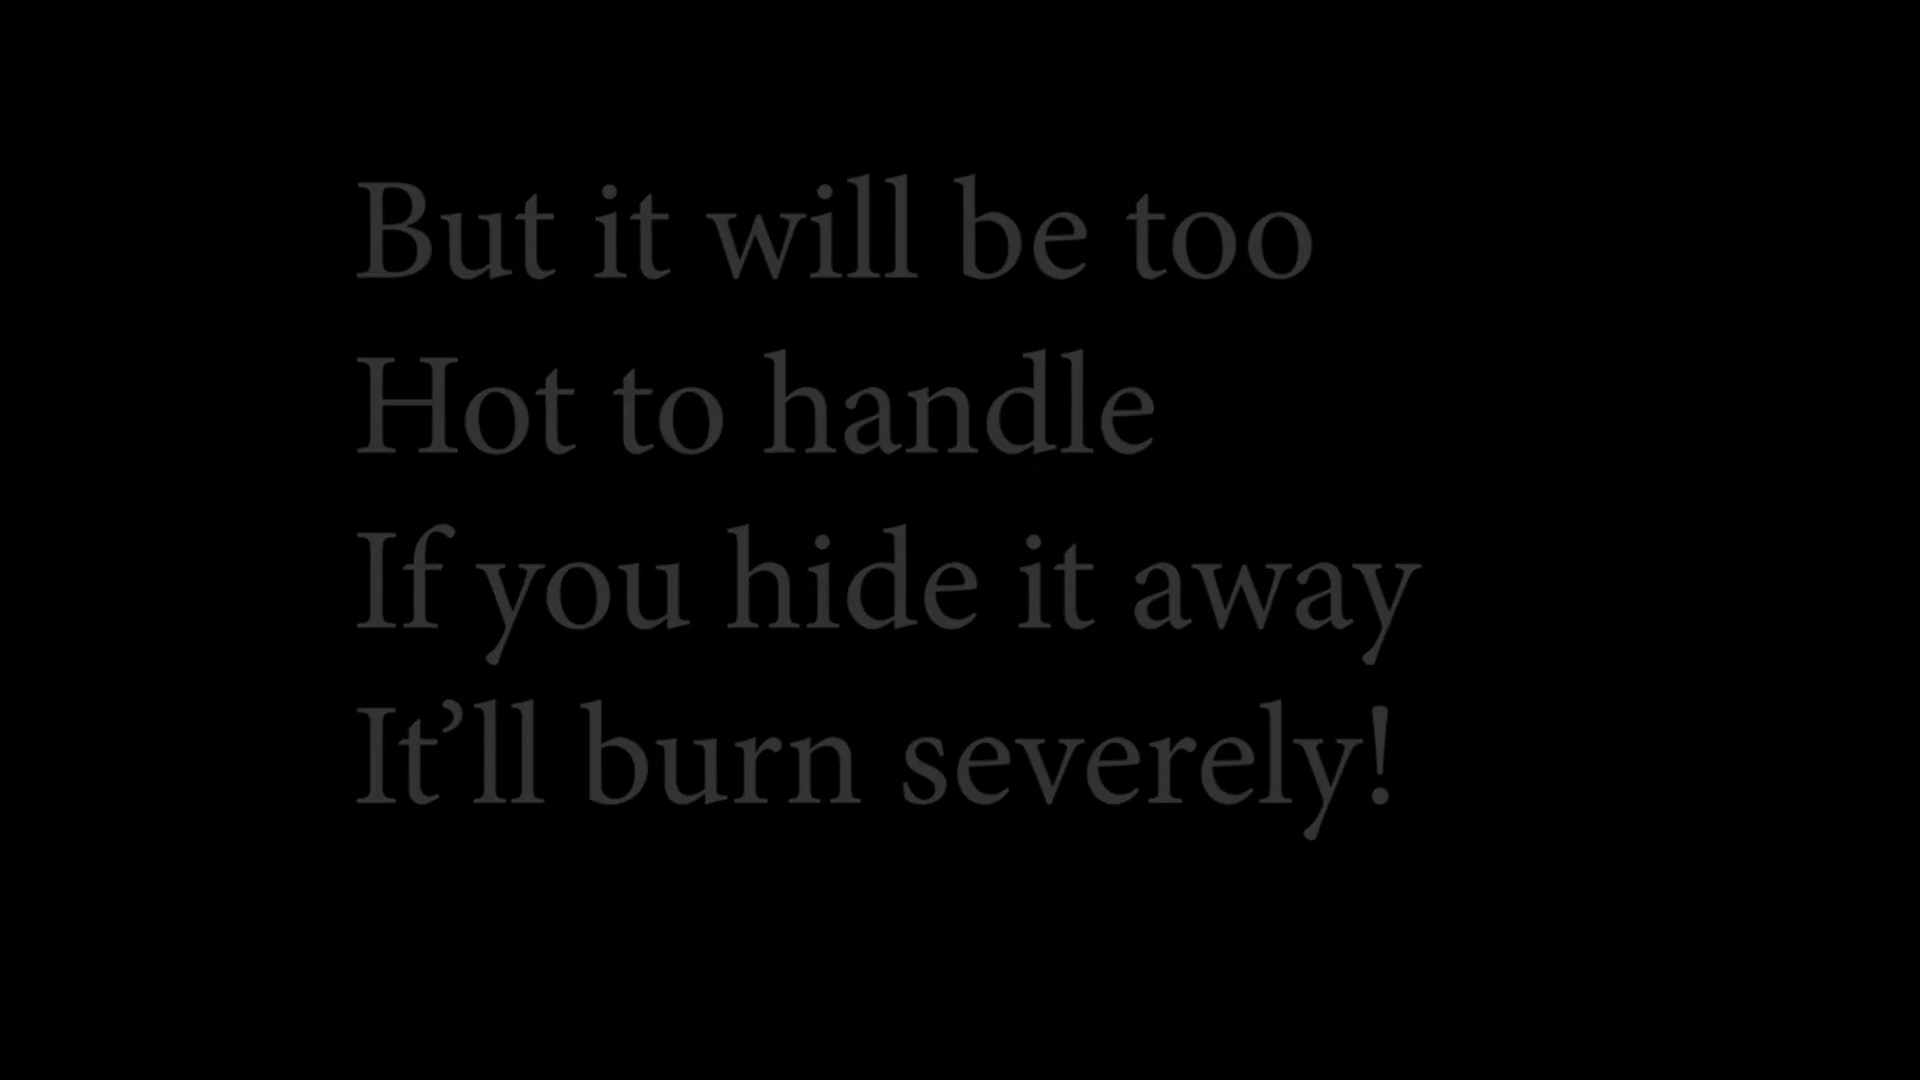 But it will be too
Hot to handle
If you hide it away
It’ll burn severely!